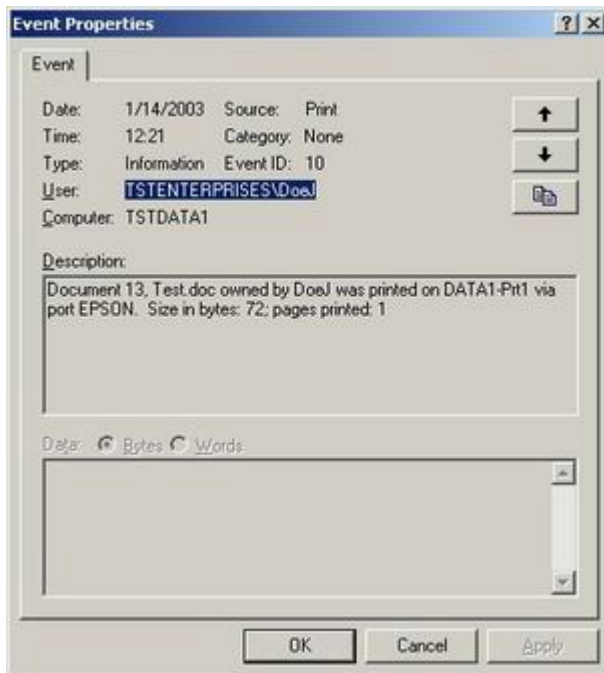 Event Properties
Event
Date: 1/14/2003 Source: Print
Time: 12:21 Category: None
Type: Information Event ID: 10
User: TSTENTERPRISES\DoeJ
Computer: TSTDATA1
Description:
Document 13, Test.doc owned by DoeJ was printed on DATA1-Prt1 via
port EPSON. Size in bytes: 72; pages printed: 1
Data: Bytes Words
OK Cancel Apply